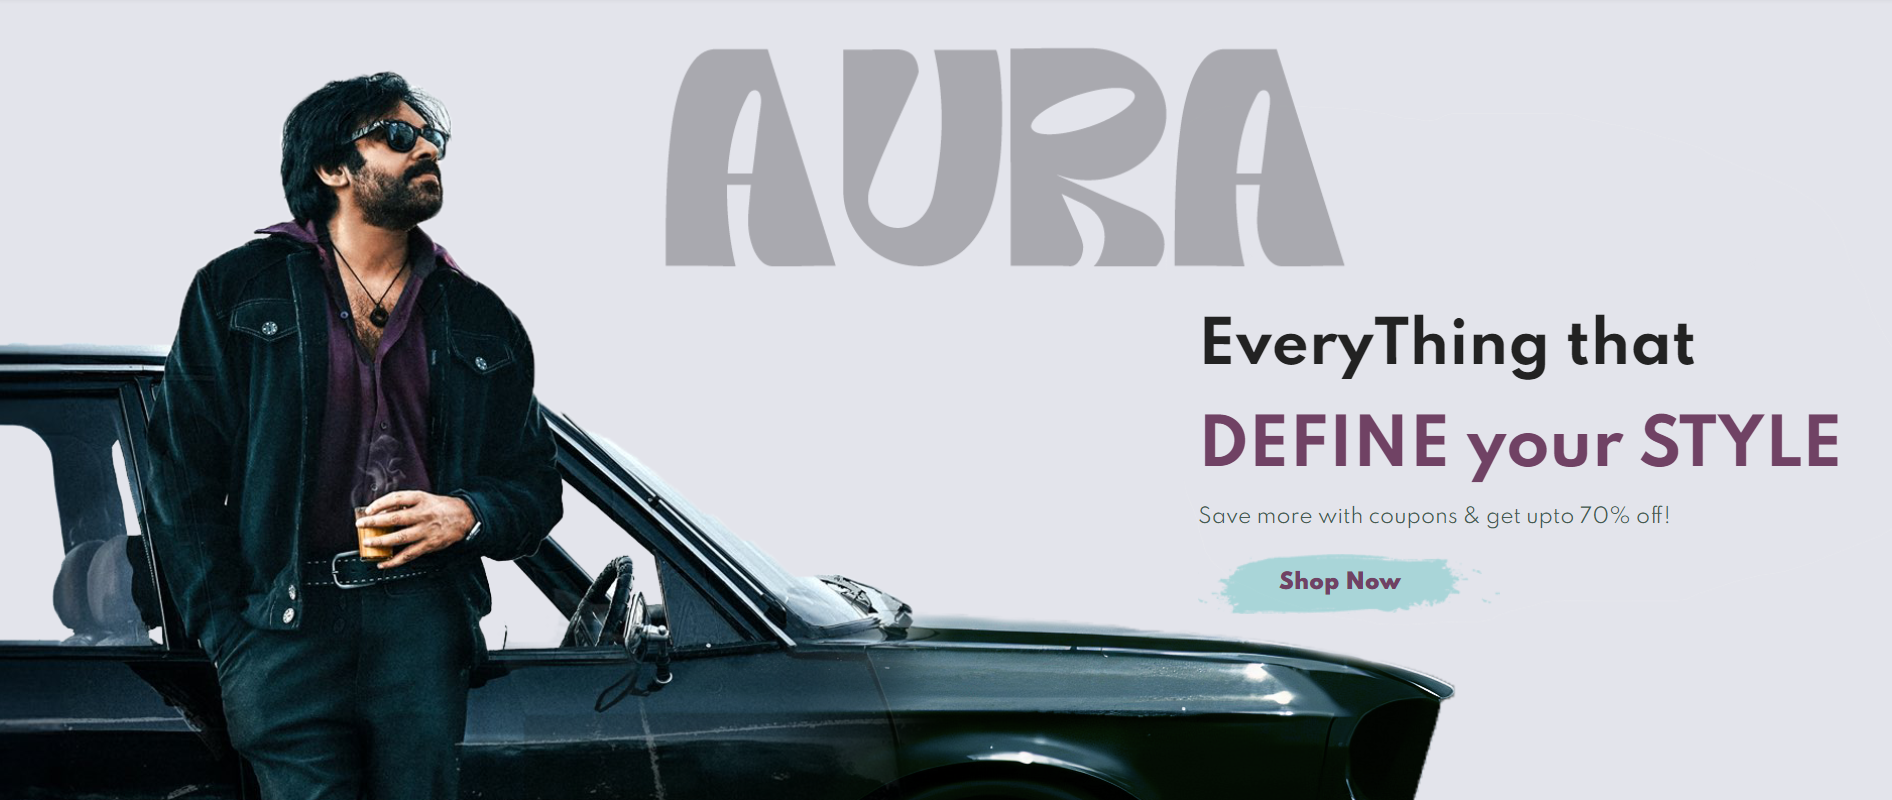 AURA
EveryThing that
DEFINE your STYLE
Save more with coupons & get upto 70% off!
Shop Now